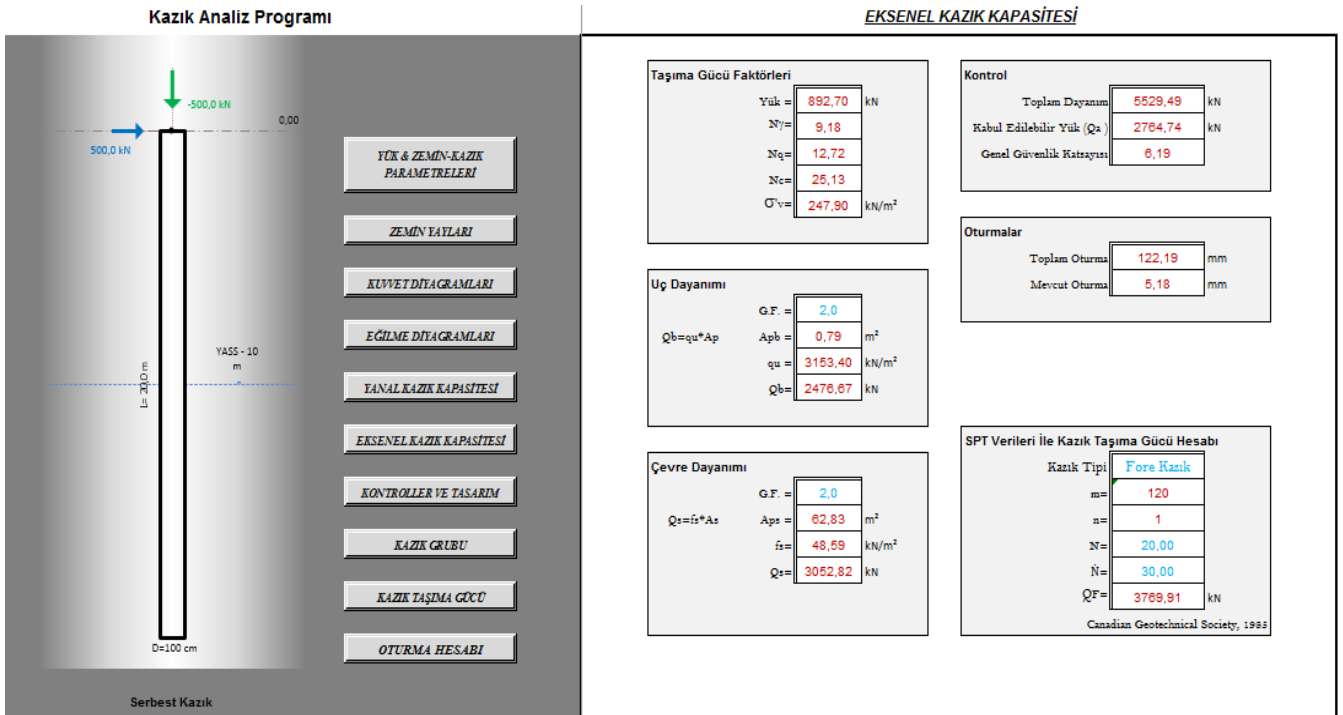 Kazık Analiz Programı
-500,0 kN
0,00
500,0 kN
YASS - 10
m
L= 20,0 m
D=100 cm
Serbest Kazık
YÜK & ZEMİN-KAZIK
PARAMETRELERİ
ZEMİN YAYLARI
KUVVET DİYAGRAMLARI
EĞİLME DİYAGRAMLARI
YANAL KAZIK KAPASİTESİ
EKSENEL KAZIK KAPASİTESİ
KONTROLLER VE TASARIM
KAZIK GRUBU
KAZIK TAŞIMA GÜCÜ
OTURMA HESABI
EKSENEL KAZIK KAPASİTESİ
Taşıma Gücü Faktörleri
Yük = 892,70 kN
Nγ= 9,18
Nq= 12,72
Nc= 25,13
σ'v= 247,90 kN/m²
Uç Dayanımı
G.F. = 2,0
Qb=qu*Ap Apb = 0,79 m²
qu = 3153,40 kN/m²
Qb= 2476,67 kN
Çevre Dayanımı
G.F. = 2,0
Qs=fs*As Aps = 62,83 m²
fs= 48,59 kN/m²
Qs= 3052,82 kN
Kontrol
Toplam Dayanım 5529,49 kN
Kabul Edilebilir Yük (Qa ) 2764,74 kN
Genel Güvenlik Katsayısı 6,19
Oturmalar
Toplam Oturma 122,19 mm
Mevcut Oturma 5,18 mm
SPT Verileri İle Kazık Taşıma Gücü Hesabı
Kazık Tipi Fore Kazık
m= 120
n= 1
N= 20,00
Ṅ= 30,00
QF= 3769,91 kN
Canadian Geotechnical Society, 1985